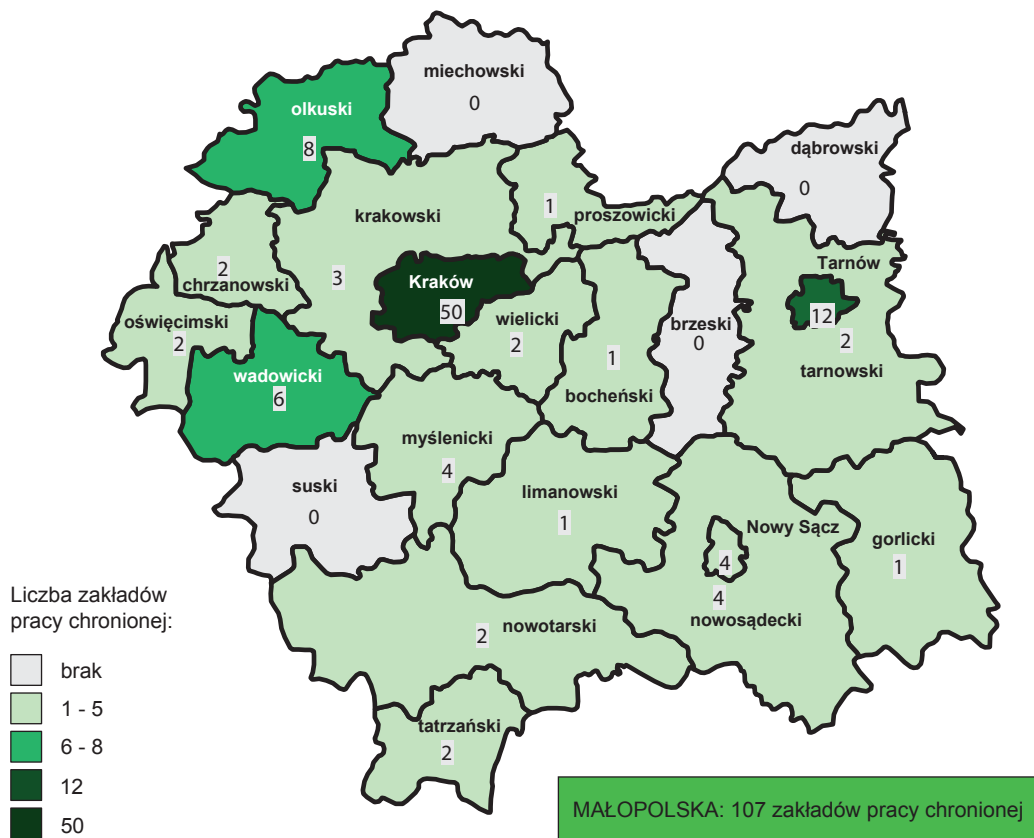 miechowski
0
olkuski
8
dąbrowski
0
krakowski
3
1
proszowicki
Tarnów
12
2
tarnowski
2
chrzanowski
Kraków
50
oświęcimski
2
wielicki
2
brzeski
0
1
bocheński
wadowicki
6
myślenicki
4
suski
0
limanowski
1
Nowy Sącz
4
4
nowosądecki
gorlicki
1
2
nowotarski
tatrzański
2
Liczba zakładów
pracy chronionej:
brak
1 - 5
6 - 8
12
50
MAŁOPOLSKA: 107 zakładów pracy chronionej